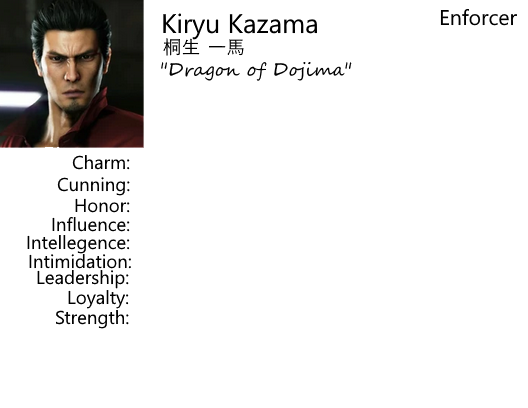 Kiryu Kazama
Enforcer
桐生 一馬
"Dragon of Dojima"
Charm:
Cunning:
Honor:
Influence:
Intellegence:
Intimidation:
Leadership:
Loyalty:
Strength: